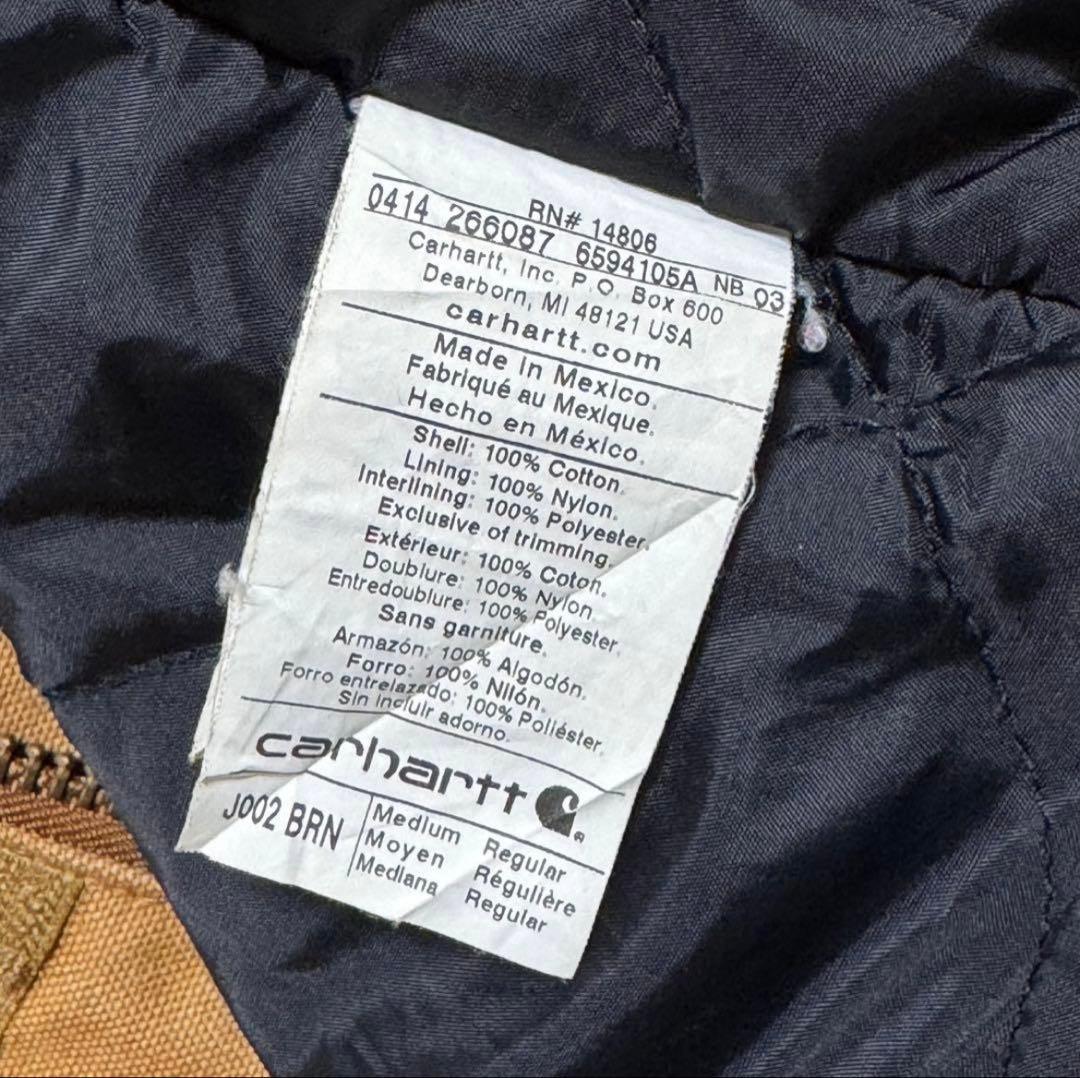 RN# 14806
0414 266087 6594105A NB 03
Carhartt, Inc. P.O. Box 600
Dearborn, MI 48121 USA
carhartt.com
Made in Mexico.
Fabriqué au Mexique.
Hecho en México.
Shell: 100% Cotton.
Lining: 100% Nylon.
Interlining: 100% Polyester.
Exclusive of trimming.
Extérieur: 100% Coton.
Doublure: 100% Nylon.
Entredoublure: 100% Polyester.
Sans garniture.
Armazón: 100% Algodón.
Forro: 100% Nilón.
Forro entrelazado: 100% Poliéster.
Sin incluir adorno.
carhartt ®
J002 BRN
Medium Regular
Moyen Régulière
Mediana Regular